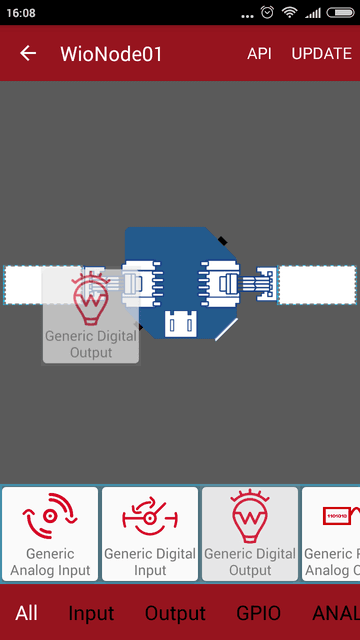 16:08
WioNode01
API
UPDATE
W
Generic Digital
Output
Generic
Analog Input
Generic Digital
Input
W
Generic Digital
Output
Generic
Analog
All
Input
Output
GPIO
ANAL